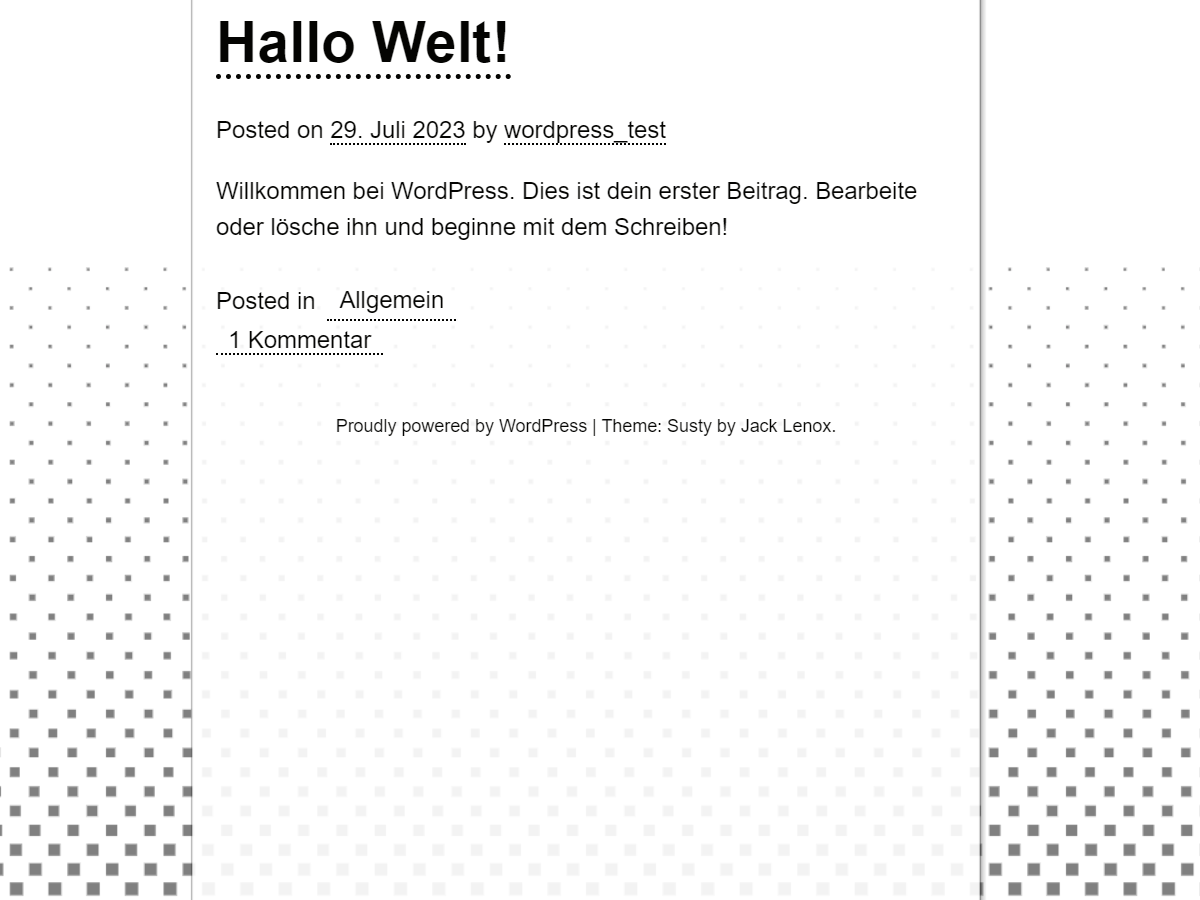 Hallo Welt!
Posted on 29. Juli 2023 by wordpress_test
Willkommen bei WordPress. Dies ist dein erster Beitrag. Bearbeite
oder lösche ihn und beginne mit dem Schreiben!
Posted in Allgemein
1 Kommentar
Proudly powered by WordPress | Theme: Susty by Jack Lenox.